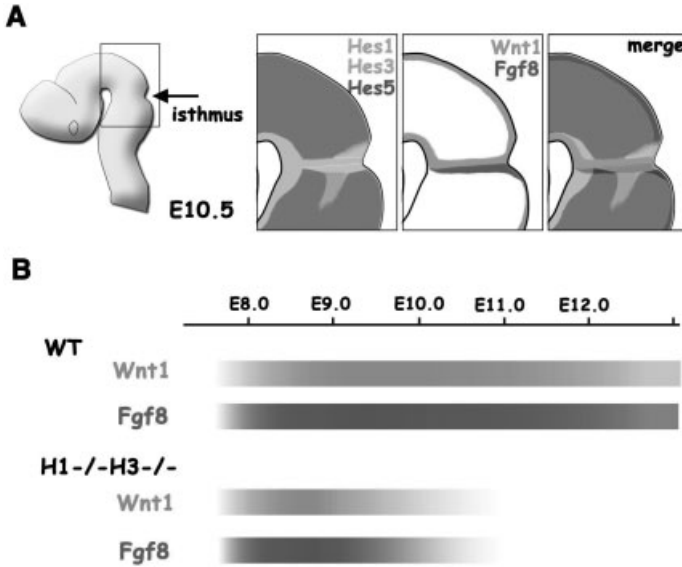 A
isthmus
E10.5
Hes1
Hes3
Hes5
Wnt1
Fgf8
merge
B
E8.0 E9.0 E10.0 E11.0 E12.0
WT
Wnt1
Fgf8
H1-/-H3-/-
Wnt1
Fgf8